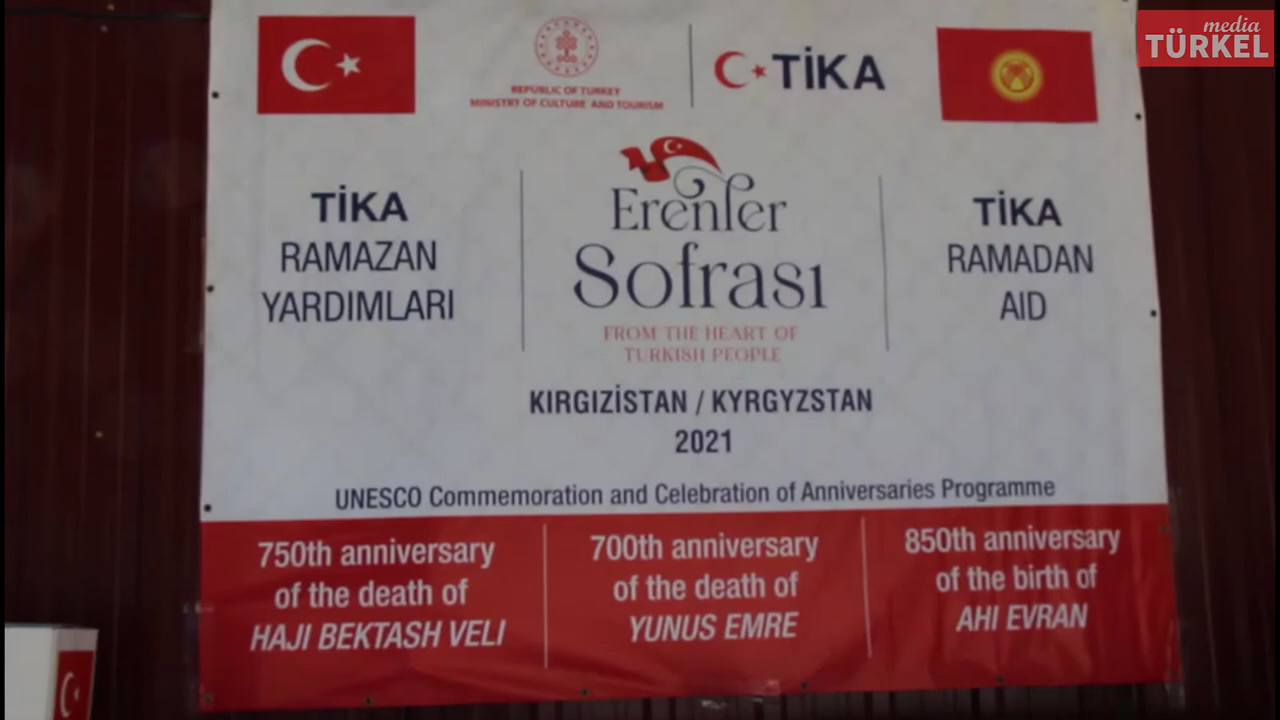 media
TÜRKEL
REPUBLIC OF TURKEY
MINISTRY OF CULTURE AND TOURISM
TİKA
TİKA
RAMAZAN
YARDIMLARI
Erenler
Sofrası
FROM THE HEART OF
TURKISH PEOPLE
TİKA
RAMADAN
AID
KIRGIZİSTAN / KYRGYZSTAN
2021
UNESCO Commemoration and Celebration of Anniversaries Programme
750th anniversary
of the death of
HAJI BEKTASH VELI
700th anniversary
of the death of
YUNUS EMRE
850th anniversary
of the birth of
AHI EVRAN